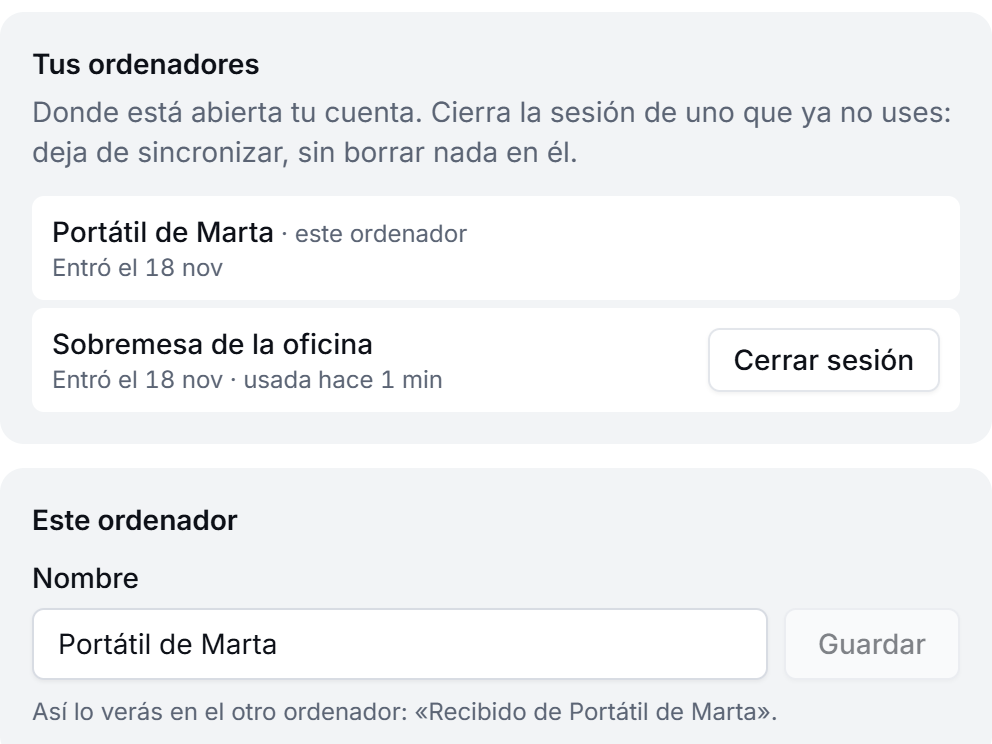 Tus ordenadores
Donde está abierta tu cuenta. Cierra la sesión de uno que ya no uses:
deja de sincronizar, sin borrar nada en él.
Portátil de Marta · este ordenador
Entró el 18 nov
Sobremesa de la oficina
Entró el 18 nov · usada hace 1 min
Cerrar sesión
Este ordenador
Nombre
Portátil de Marta
Guardar
Así lo verás en el otro ordenador: «Recibido de Portátil de Marta».